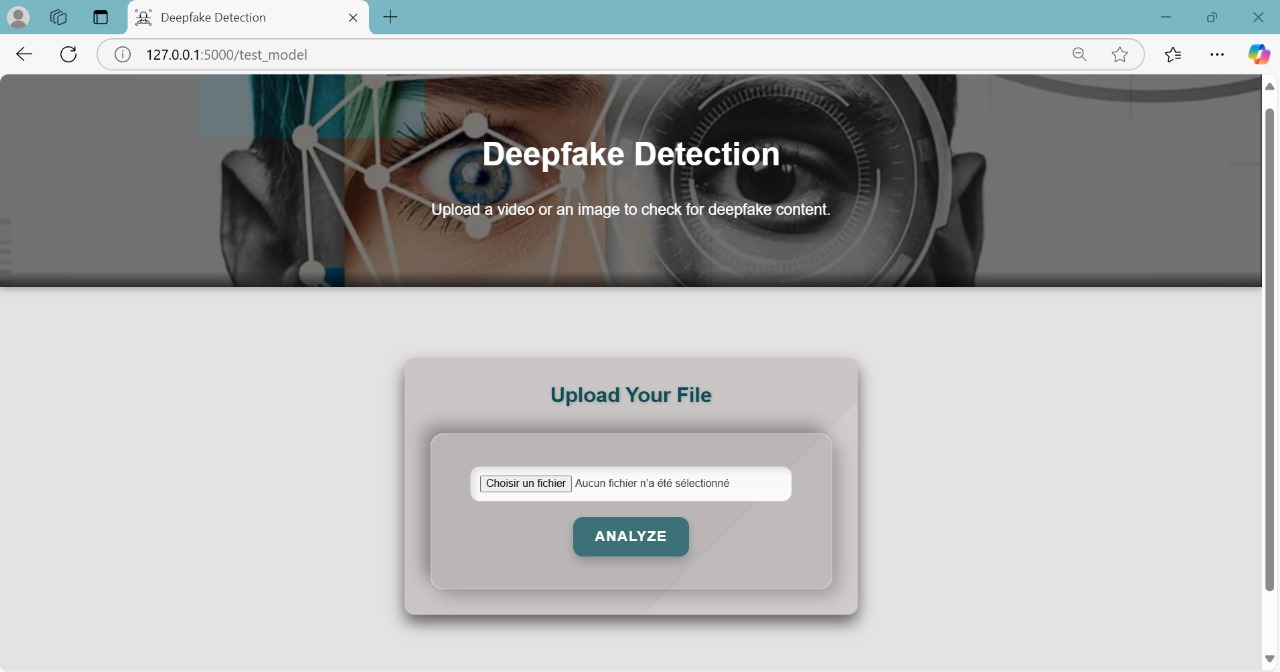 Deepfake Detection
127.0.0.1:5000/test_model
Deepfake Detection
Upload a video or an image to check for deepfake content.
Upload Your File
Choisir un fichier Aucun fichier n'a été sélectionné
ANALYZE